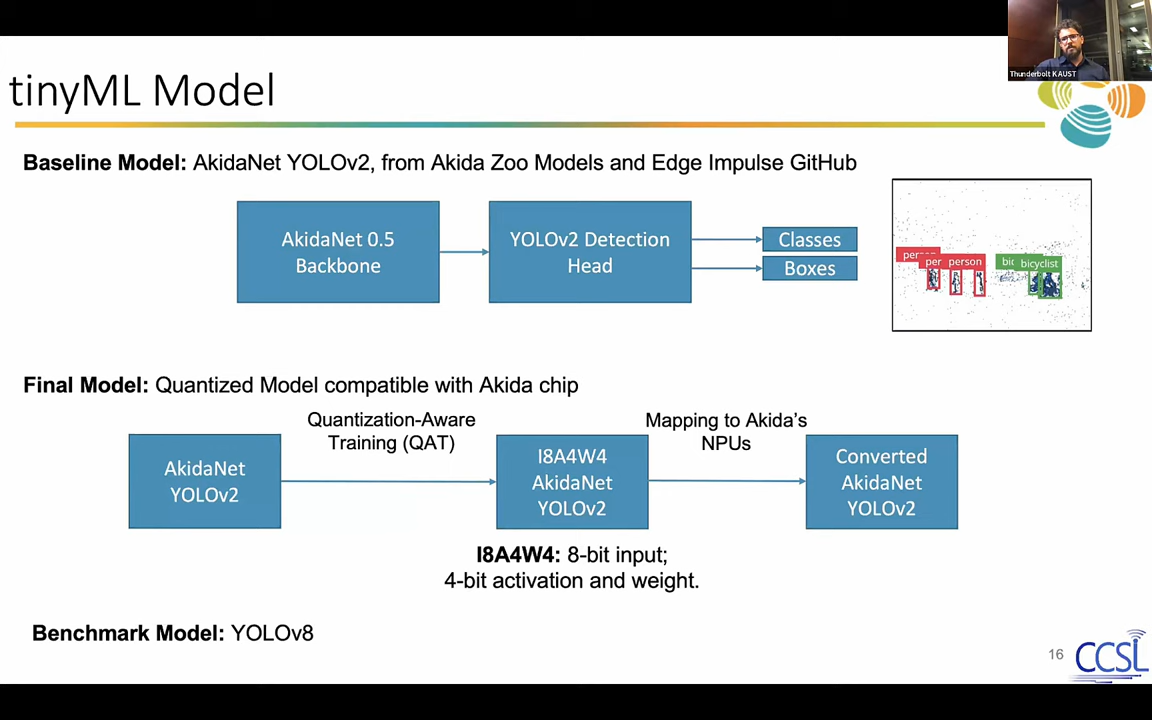 Thunderbolt KAUST
tinyML Model
Baseline Model: AkidaNet YOLOv2, from Akida Zoo Models and Edge Impulse GitHub
AkidaNet 0.5
Backbone
YOLOv2 Detection
Head
Classes
Boxes
per person
bicyclist
Final Model: Quantized Model compatible with Akida chip
Quantization-Aware
Training (QAT)
Mapping to Akida's
NPUs
AkidaNet
YOLOv2
I8A4W4
AkidaNet
YOLOv2
Converted
AkidaNet
YOLOv2
I8A4W4: 8-bit input;
4-bit activation and weight.
Benchmark Model: YOLOv8
16
CCSL